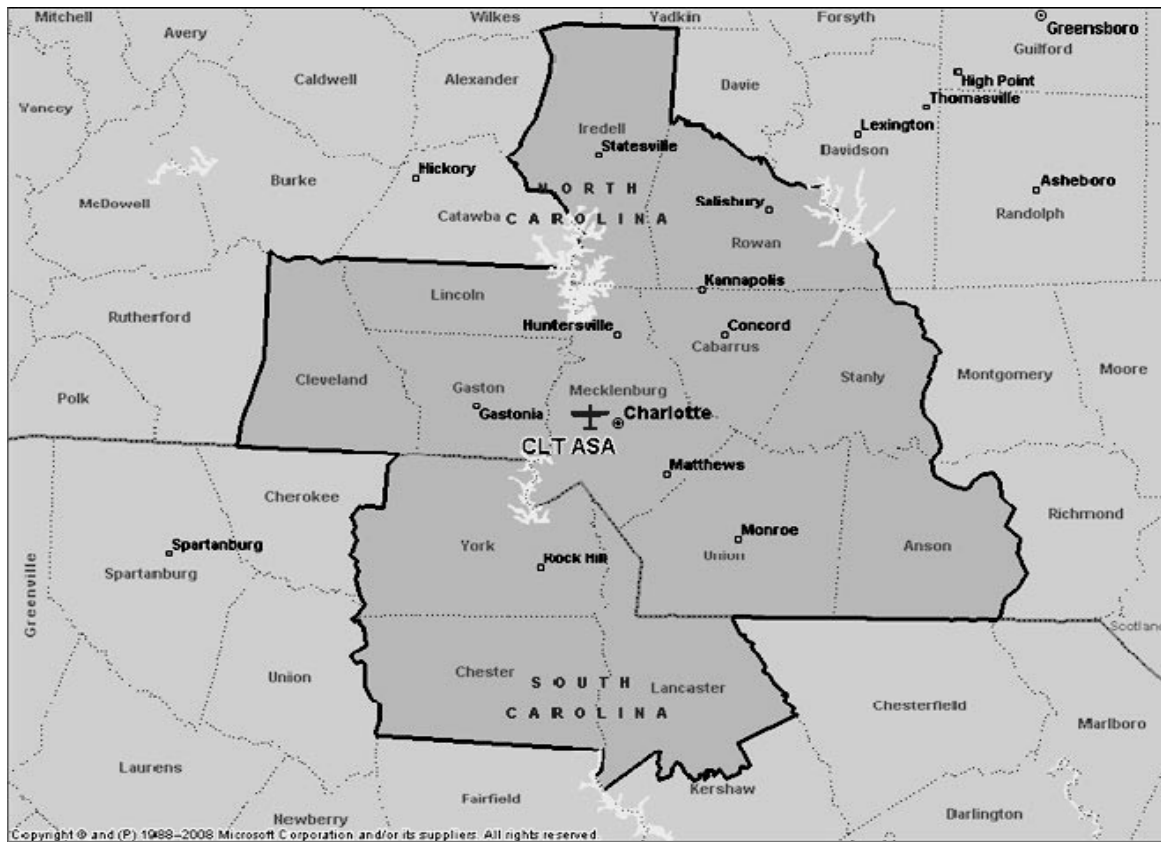 Mitchell
Wilkes
Yadkin
Forsyth
Greensboro
Avery
Guilford
Caldwell
Alexander
Davie
High Point
Thomasville
Yancey
Iredell
Lexington
Statesville
Davidson
Hickory
Burke
NORTH
Asheboro
McDowell
Salisbury
Catawba
CAROLINA
Randolph
Rowan
Kannapolis
Lincoln
Rutherford
Huntersville
Concord
Cabarrus
Cleveland
Gaston
Mecklenburg
Stanly
Montgomery
Moore
Polk
Gastonia
Charlotte
CLT ASA
Matthews
Cherokee
Richmond
Spartanburg
York
Rock Hill
Monroe
Union
Anson
Spartanburg
Greenville
Scotland
Chester
Union
SOUTH
Lancaster
CAROLINA
Chesterfield
Marlboro
Laurens
Kershaw
Fairfield
Newberry
Darlington
Copyright © and (P) 1988–2008 Microsoft Corporation and/or its suppliers. All rights reserved.